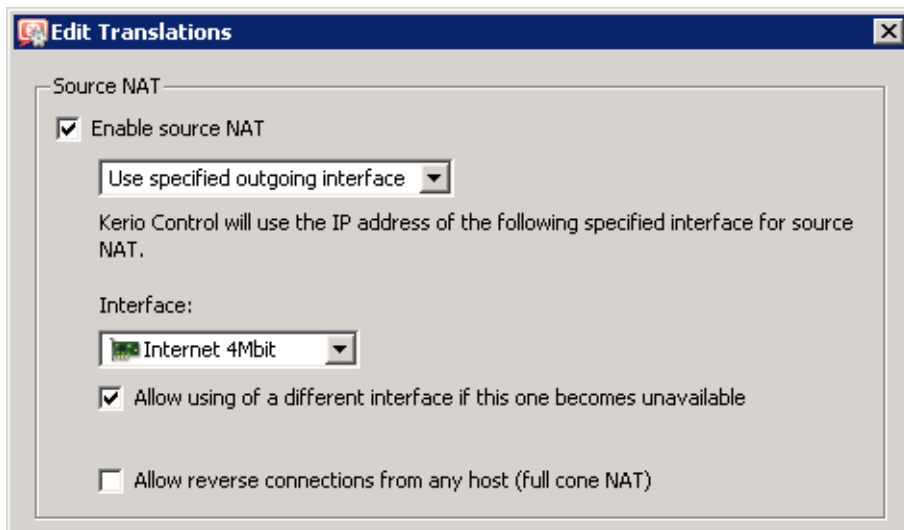 Edit Translations
Source NAT
Enable source NAT
Use specified outgoing interface
Kerio Control will use the IP address of the following specified interface for source
NAT.
Interface:
Internet 4Mbit
Allow using of a different interface if this one becomes unavailable
Allow reverse connections from any host (full cone NAT)